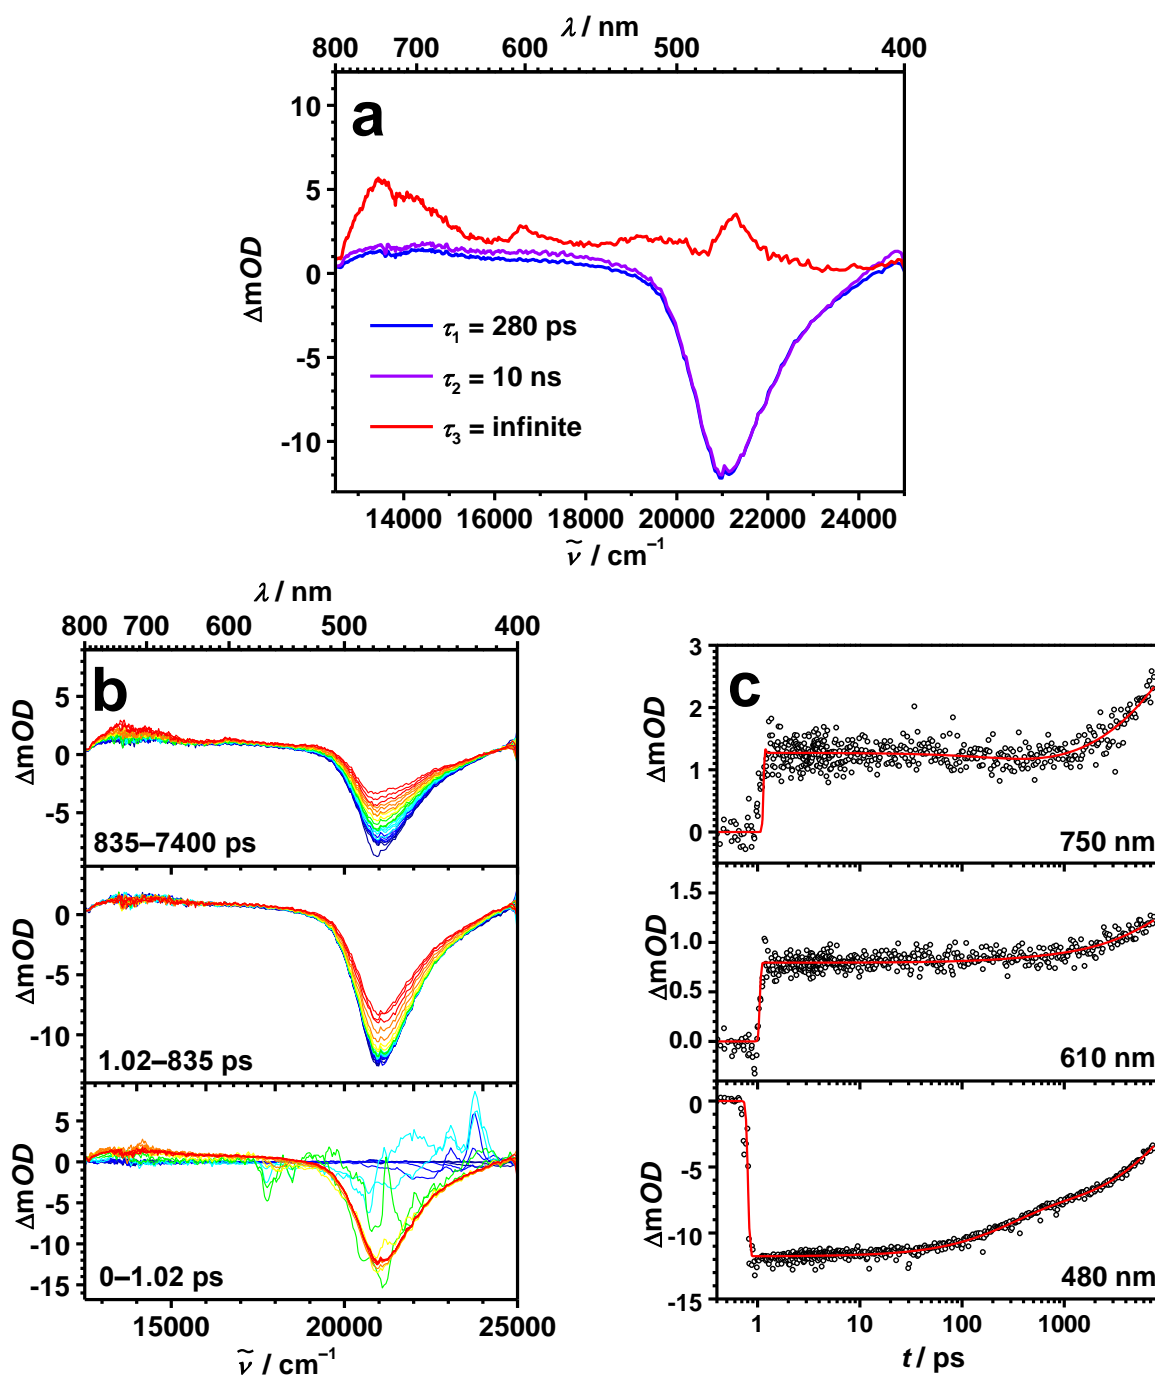 λ / nm
800 700 600 500 400
a
ΔmOD
10
5
0
-5
-10
τ1 = 280 ps
τ2 = 10 ns
τ3 = infinite
14000 16000 18000 20000 22000 24000
ν̃ / cm⁻¹
λ / nm
800 700 600 500 400
b
ΔmOD
5
0
-5
835–7400 ps
ΔmOD
0
-5
-10
1.02–835 ps
ΔmOD
5
0
-5
-10
-15
0–1.02 ps
15000 20000 25000
ν̃ / cm⁻¹
c
ΔmOD
3
2
1
0
750 nm
ΔmOD
1.5
1.0
0.5
0.0
610 nm
ΔmOD
0
-5
-10
-15
480 nm
1 10 100 1000
t / ps